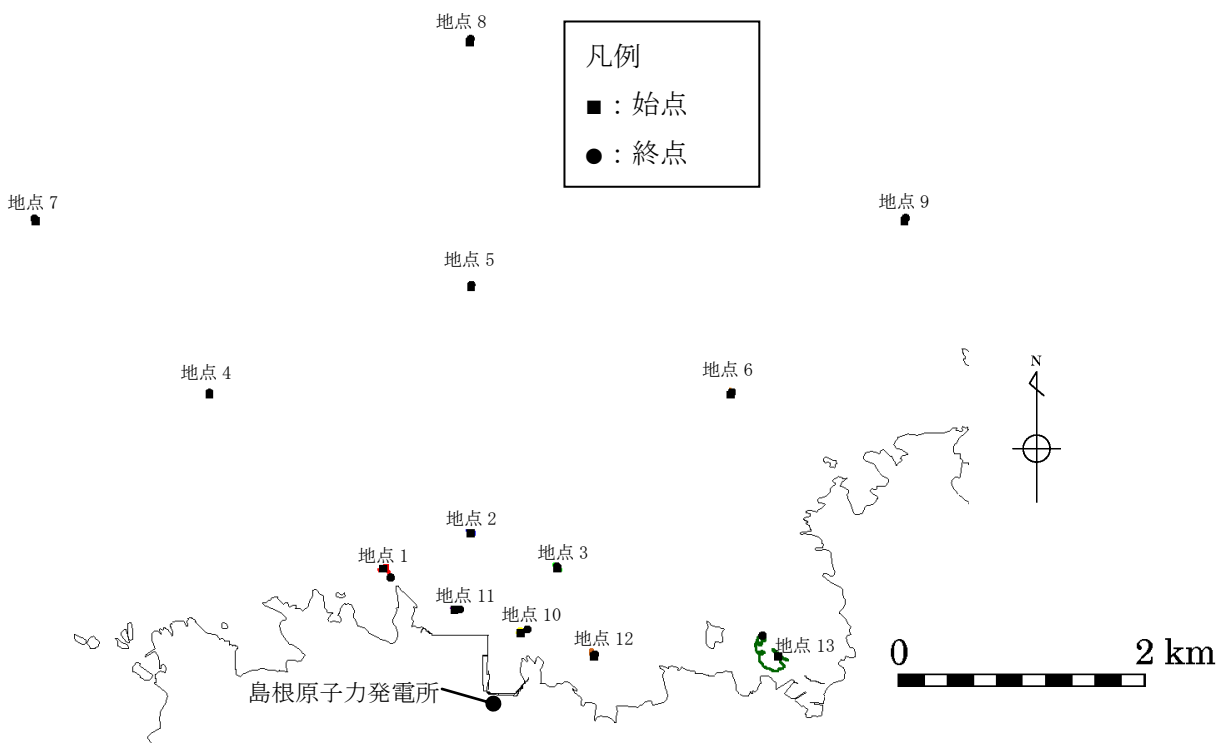 地点 8
凡例
■：始点
●：終点
地点 7
地点 9
地点 5
地点 4
地点 6
N
地点 2
地点 1
地点 3
地点 11
地点 10
地点 12
地点 13
0
2 km
島根原子力発電所